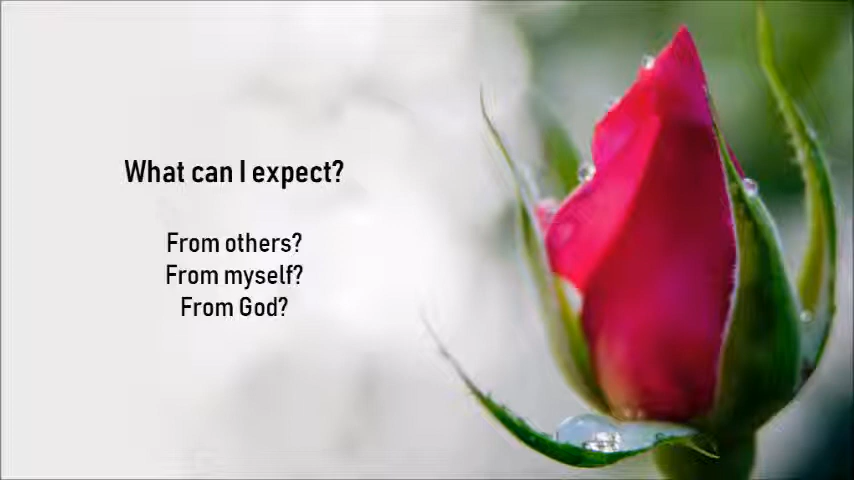 What can I expect?
From others?
From myself?
From God?